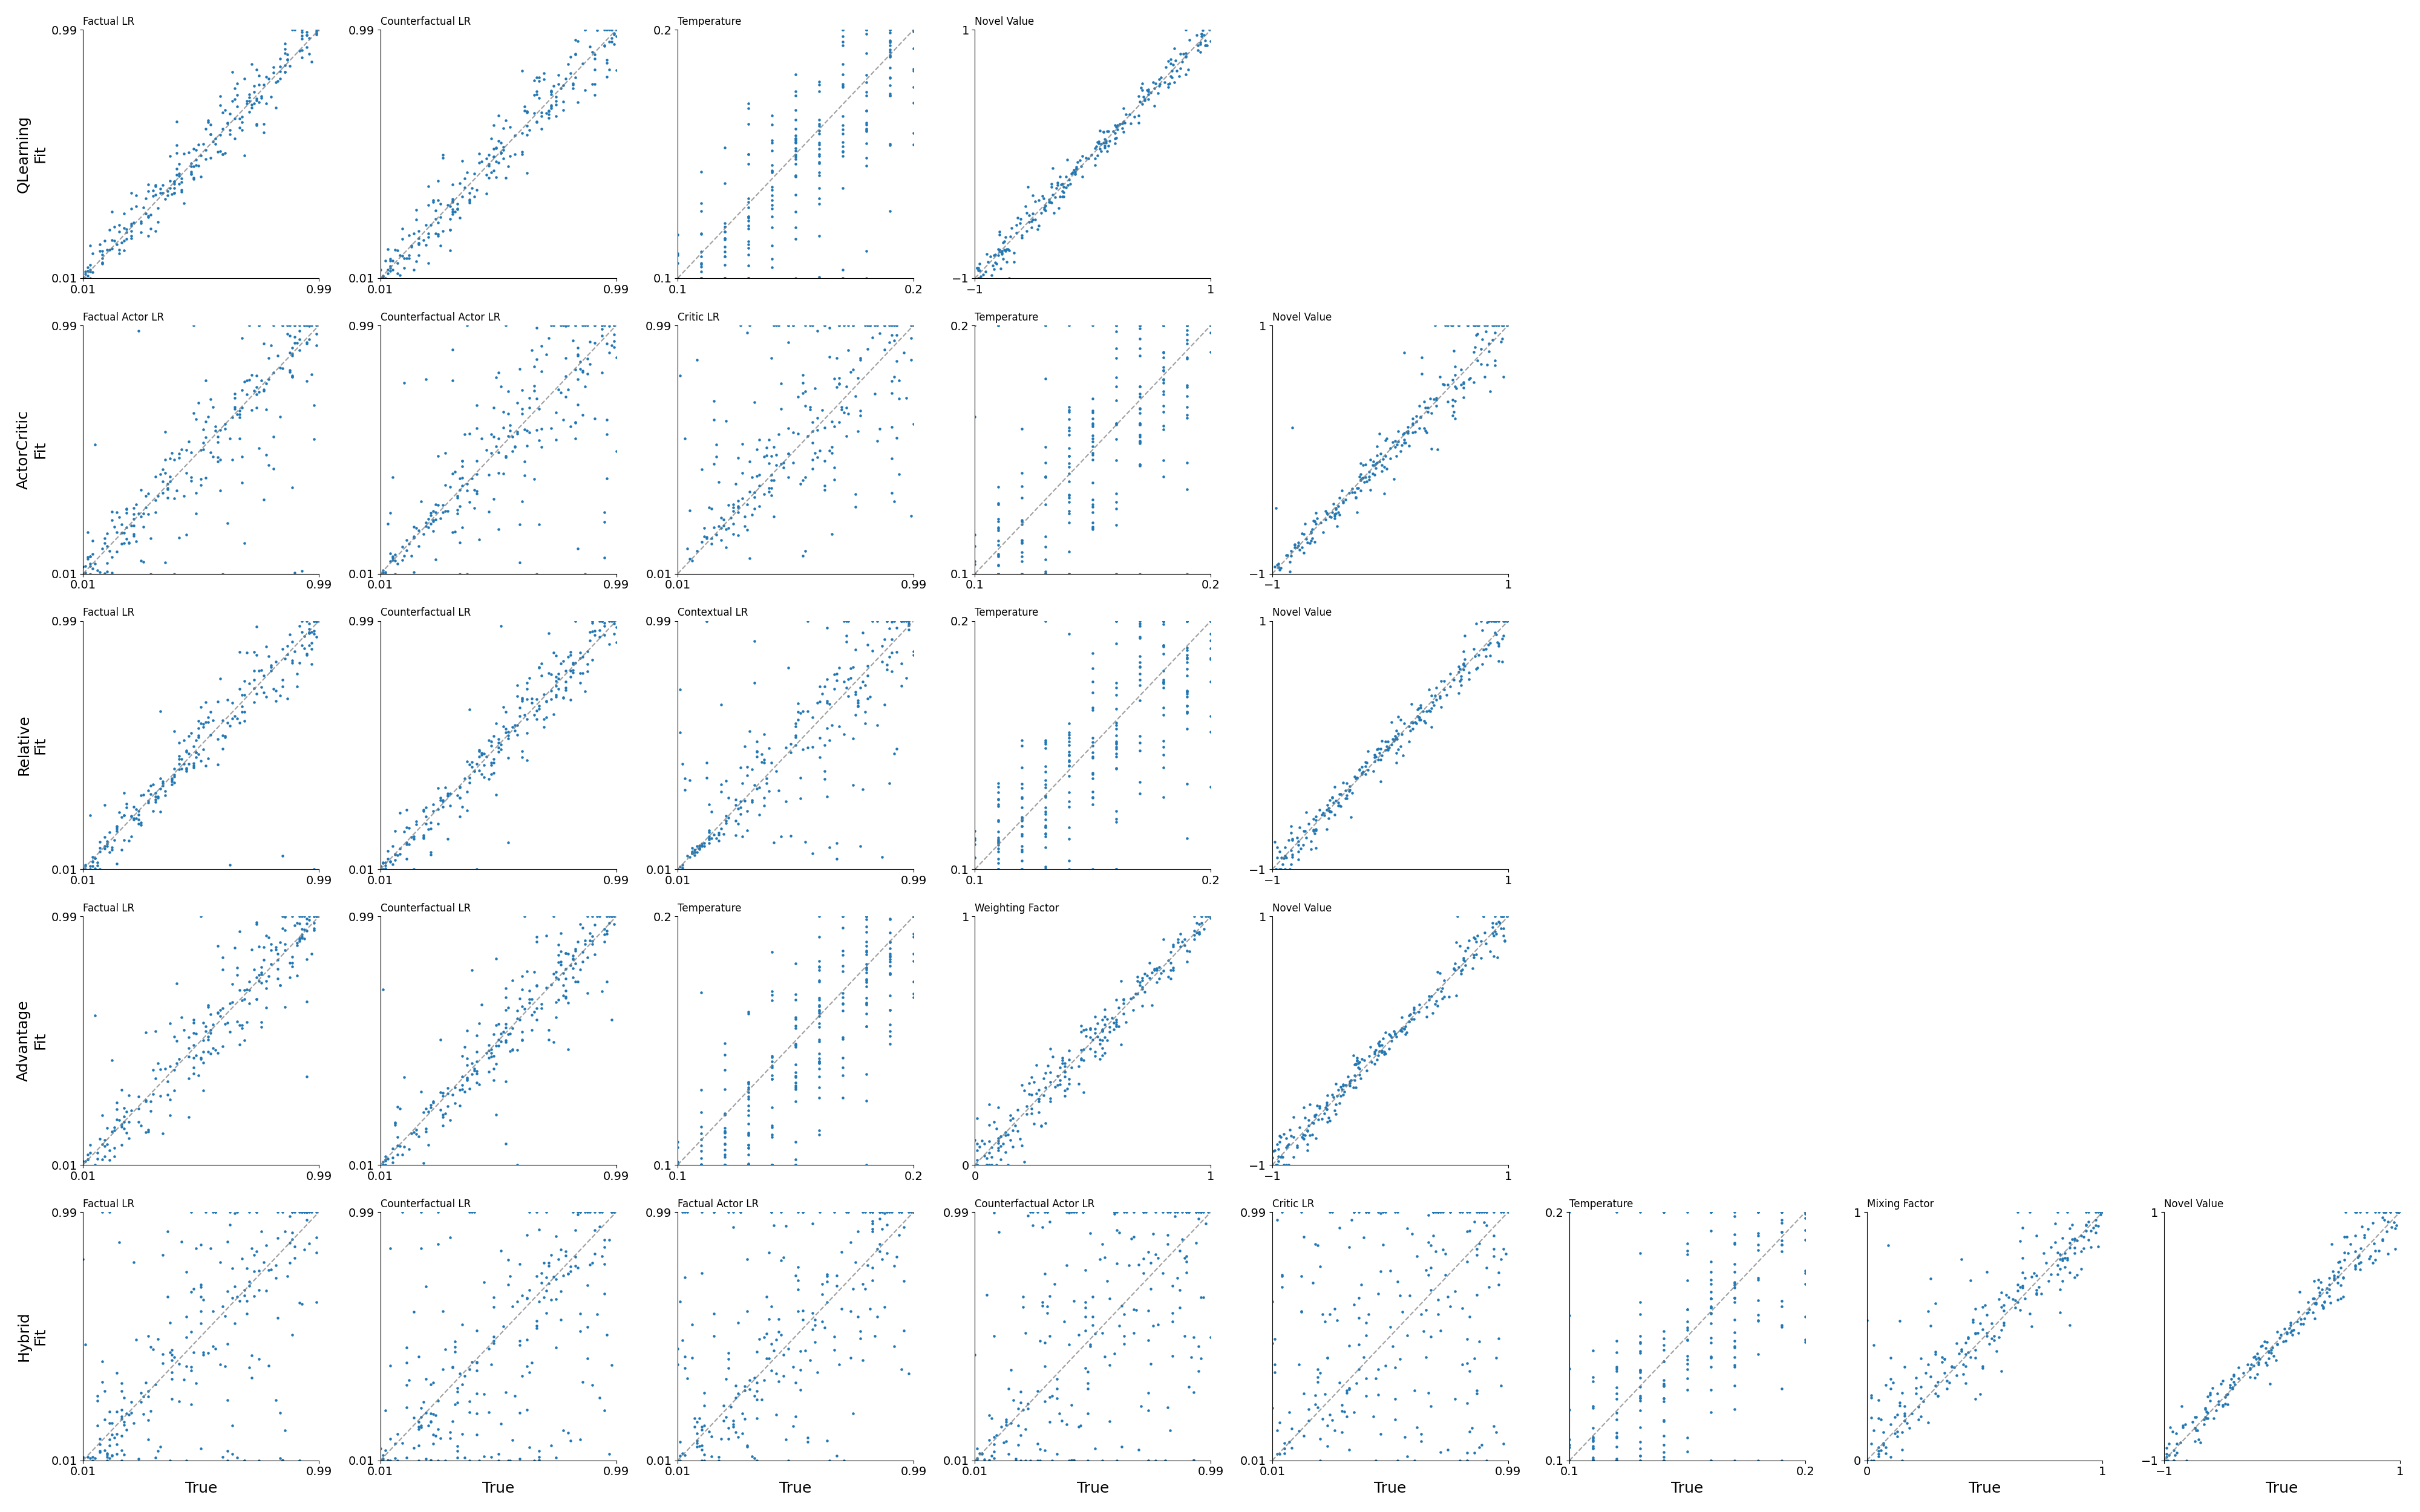 Factual LR Counterfactual LR Temperature Novel Value
0.99 0.99 0.2 1
QLearning
Fit
0.01 0.01 0.1 −1
0.01 0.99 0.01 0.99 0.1 0.2 −1 1
Factual Actor LR Counterfactual Actor LR Critic LR Temperature Novel Value
0.99 0.99 0.99 0.2 1
ActorCritic
Fit
0.01 0.01 0.01 0.1 −1
0.01 0.99 0.01 0.99 0.01 0.99 0.1 0.2 −1 1
Factual LR Counterfactual LR Contextual LR Temperature Novel Value
0.99 0.99 0.99 0.2 1
Relative
Fit
0.01 0.01 0.01 0.1 −1
0.01 0.99 0.01 0.99 0.01 0.99 0.1 0.2 −1 1
Factual LR Counterfactual LR Temperature Weighting Factor Novel Value
0.99 0.99 0.2 1 1
Advantage
Fit
0.01 0.01 0.1 0 −1
0.01 0.99 0.01 0.99 0.1 0.2 0 1 −1 1
Factual LR Counterfactual LR Factual Actor LR Counterfactual Actor LR Critic LR Temperature Mixing Factor Novel Value
0.99 0.99 0.99 0.99 0.99 0.2 1 1
Hybrid
Fit
0.01 0.01 0.01 0.01 0.01 0.1 0 −1
0.01 0.99 0.01 0.99 0.01 0.99 0.01 0.99 0.01 0.99 0.1 0.2 0 1 −1 1
True True True True True True True True